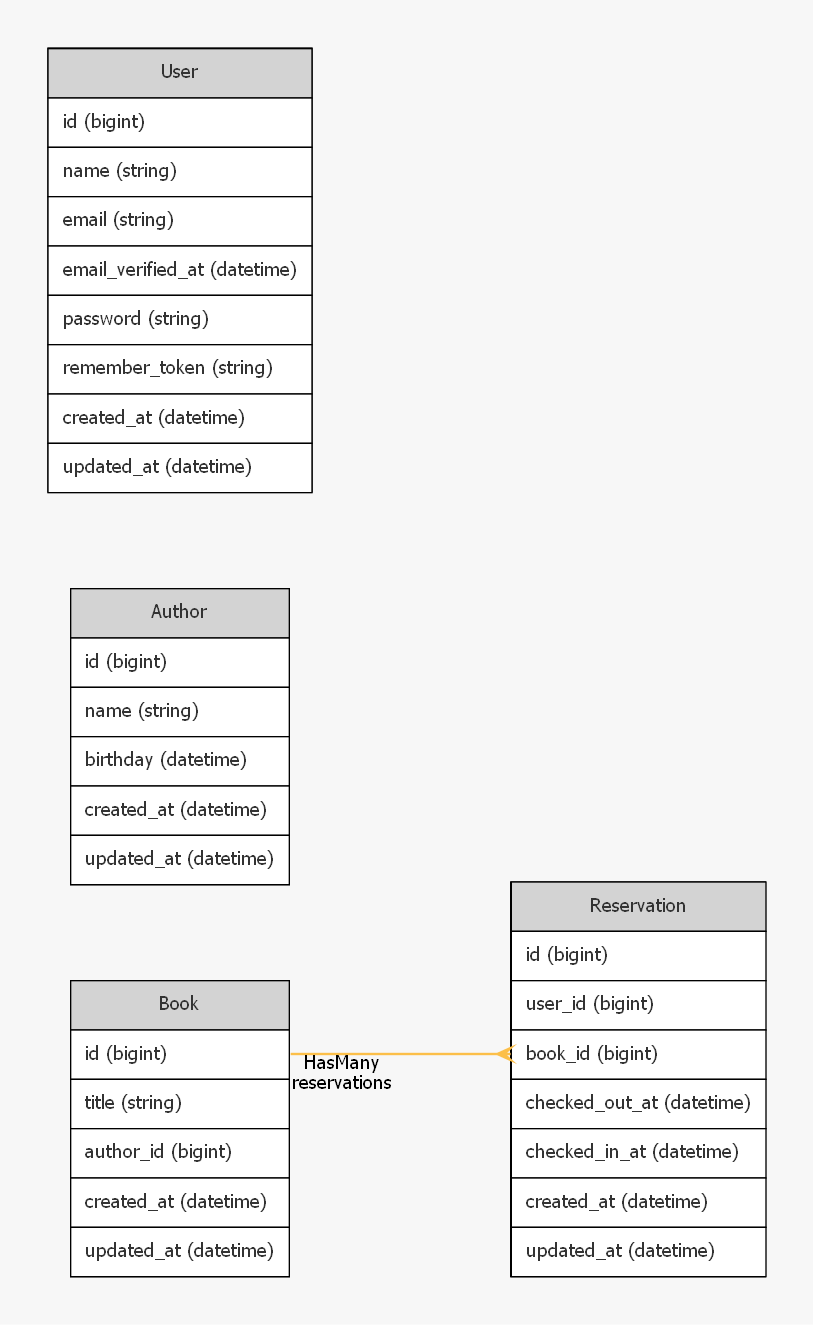 User
id (bigint)
name (string)
email (string)
email_verified_at (datetime)
password (string)
remember_token (string)
created_at (datetime)
updated_at (datetime)
Author
id (bigint)
name (string)
birthday (datetime)
created_at (datetime)
updated_at (datetime)
Book
id (bigint)
title (string)
author_id (bigint)
created_at (datetime)
updated_at (datetime)
HasMany
reservations
Reservation
id (bigint)
user_id (bigint)
book_id (bigint)
checked_out_at (datetime)
checked_in_at (datetime)
created_at (datetime)
updated_at (datetime)